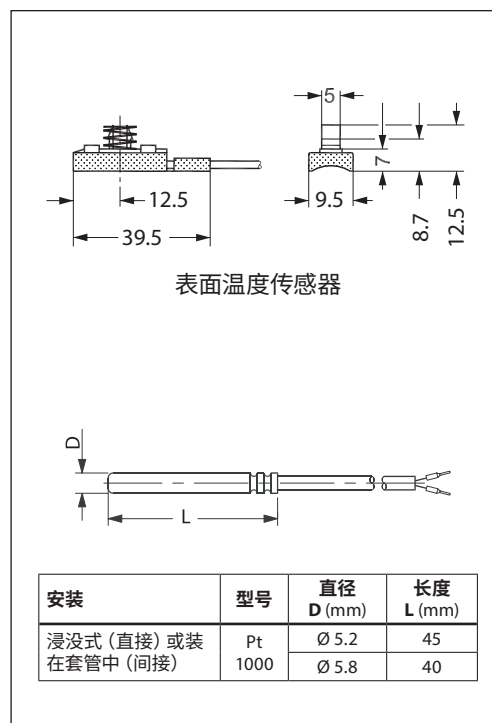 5
12.5
39.5
9.5
7
8.7
12.5
表面温度传感器
D
L
安装 型号 直径 D (mm) 长度 L (mm)
浸没式（直接）或装在套管中（间接） Pt 1000 Ø 5.2 45
Ø 5.8 40